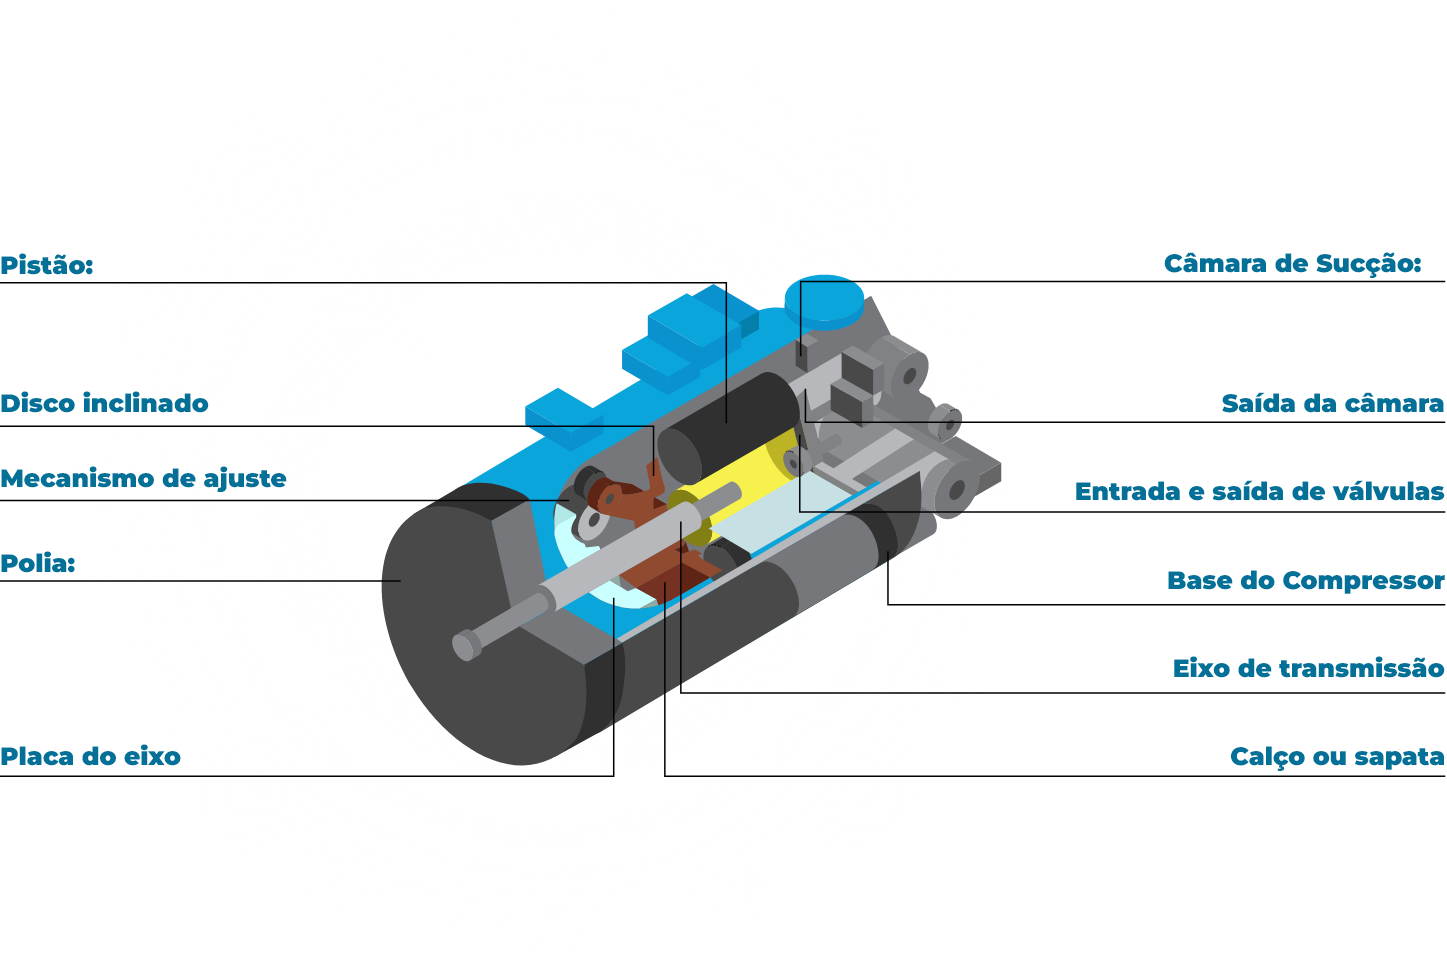 Pistão:
Disco inclinado
Mecanismo de ajuste
Polia:
Placa do eixo
Câmara de Sucção:
Saída da câmara
Entrada e saída de válvulas
Base do Compressor
Eixo de transmissão
Calço ou sapata